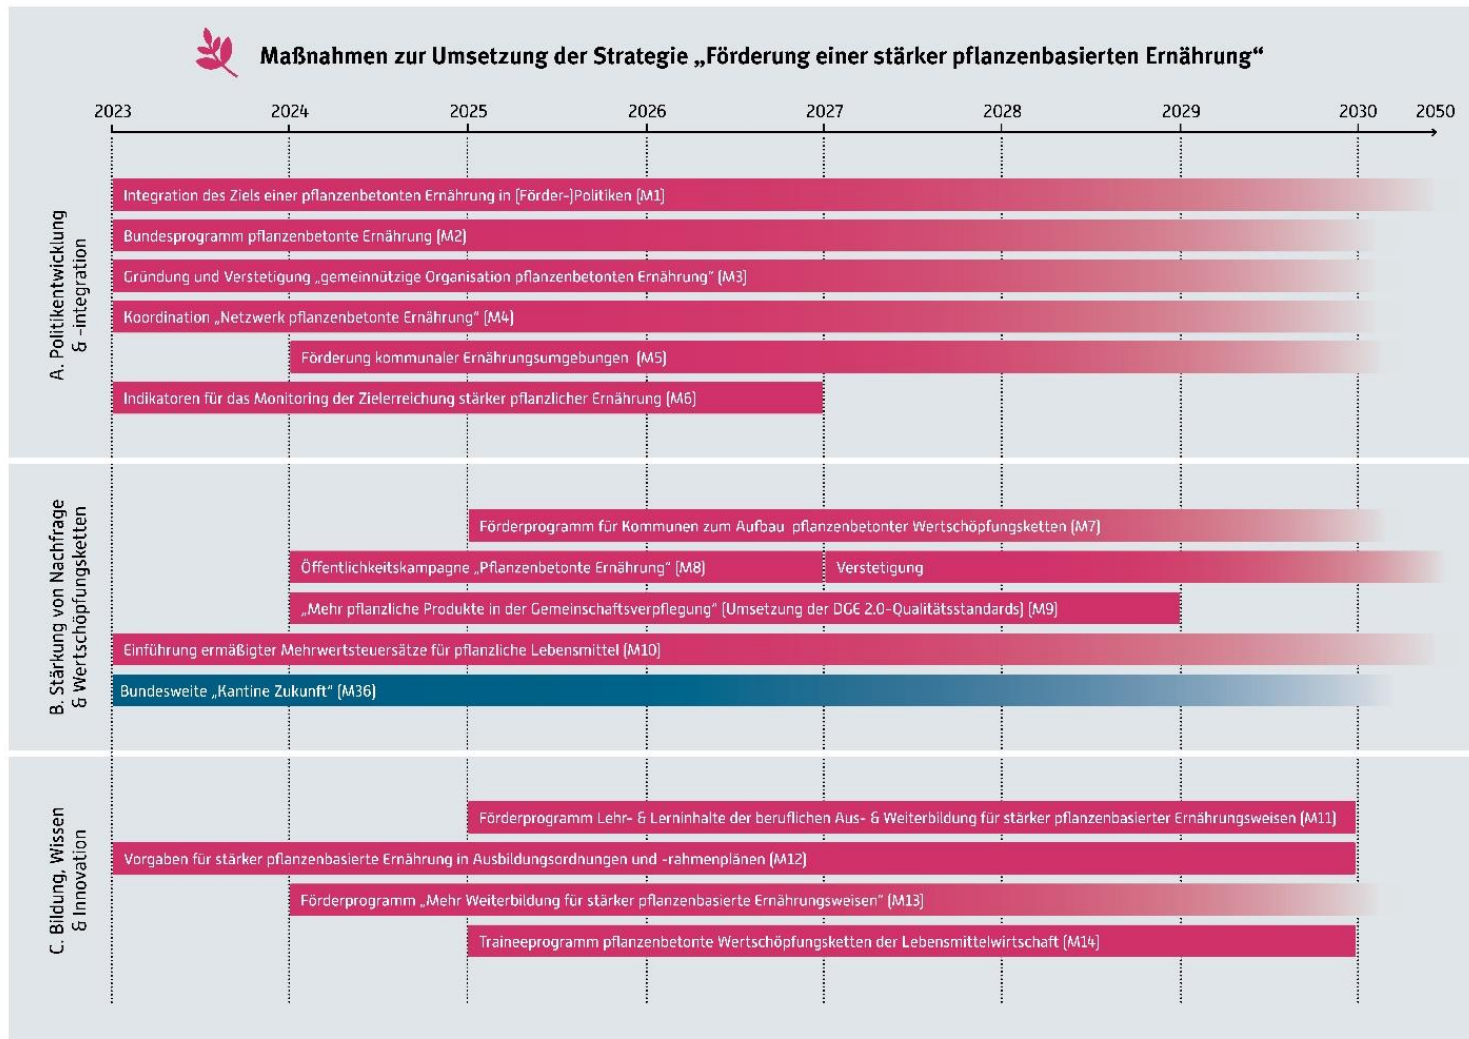 Maßnahmen zur Umsetzung der Strategie „Förderung einer stärker pflanzenbasierten Ernährung“
2023 2024 2025 2026 2027 2028 2029 2030 2050
A. Politikentwicklung
& -integration
Integration des Ziels einer pflanzenbetonten Ernährung in (Förder-)Politiken (M1)
Bundesprogramm pflanzenbetonte Ernährung (M2)
Gründung und Verstetigung „gemeinnützige Organisation pflanzenbetonten Ernährung“ (M3)
Koordination „Netzwerk pflanzenbetonte Ernährung“ (M4)
Förderung kommunaler Ernährungsumgebungen (M5)
Indikatoren für das Monitoring der Zielerreichung stärker pflanzlicher Ernährung (M6)
B. Stärkung von Nachfrage
& Wertschöpfungsketten
Förderprogramm für Kommunen zum Aufbau pflanzenbetonter Wertschöpfungsketten (M7)
Öffentlichkeitskampagne „Pflanzenbetonte Ernährung“ (M8) Verstetigung
„Mehr pflanzliche Produkte in der Gemeinschaftsverpflegung“ (Umsetzung der DGE 2.0-Qualitätsstandards) (M9)
Einführung ermäßigter Mehrwertsteuersätze für pflanzliche Lebensmittel (M10)
Bundesweite „Kantine Zukunft“ (M36)
C. Bildung, Wissen
& Innovation
Förderprogramm Lehr- & Lerninhalte der beruflichen Aus- & Weiterbildung für stärker pflanzenbasierter Ernährungsweisen (M11)
Vorgaben für stärker pflanzenbasierte Ernährung in Ausbildungsordnungen und -rahmenplänen (M12)
Förderprogramm „Mehr Weiterbildung für stärker pflanzenbasierte Ernährungsweisen“ (M13)
Traineeprogramm pflanzenbetonte Wertschöpfungsketten der Lebensmittelwirtschaft (M14)